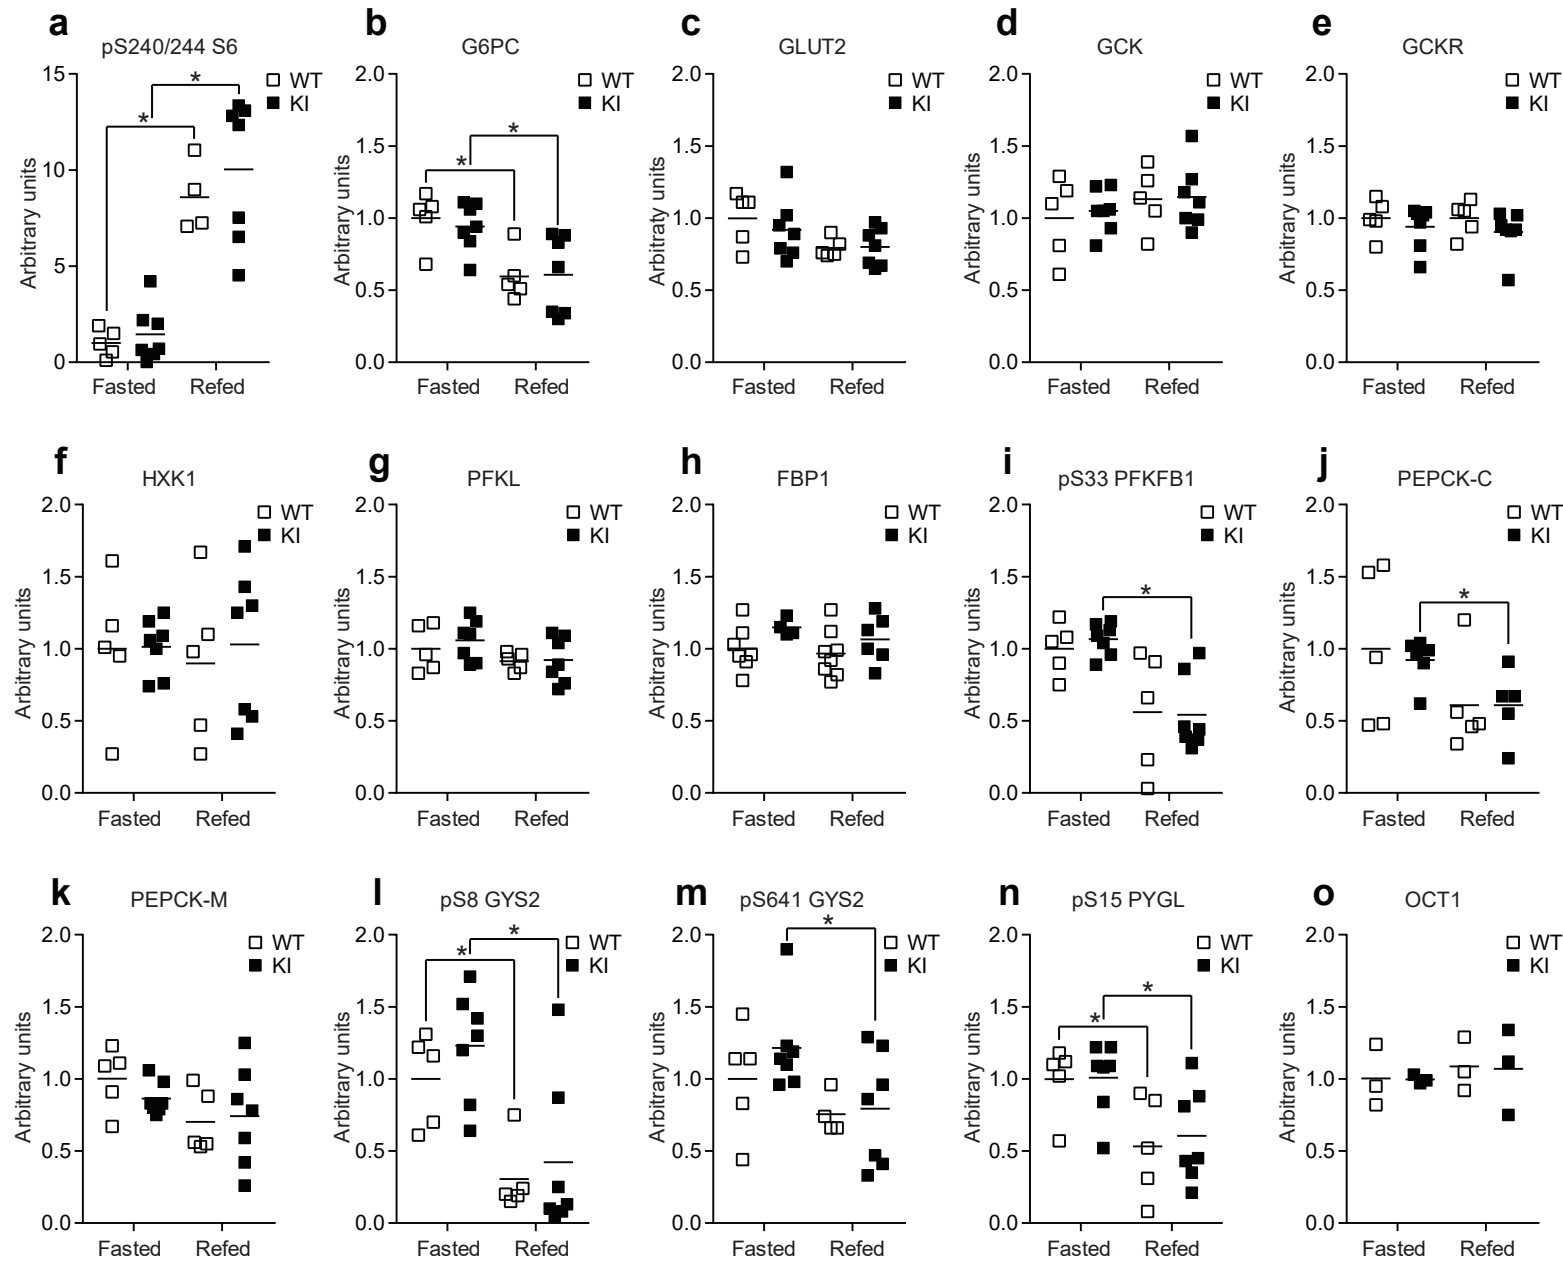 a
pS240/244 S6
Arbitrary units
15
10
5
0
*
*
WT
KI
Fasted Refed
b
G6PC
Arbitrary units
2.0
1.5
1.0
0.5
0.0
*
*
WT
KI
Fasted Refed
c
GLUT2
Arbitraty units
2.0
1.5
1.0
0.5
0.0
WT
KI
Fasted Refed
d
GCK
Arbitrary units
2.0
1.5
1.0
0.5
0.0
WT
KI
Fasted Refed
e
GCKR
Arbitrary units
2.0
1.5
1.0
0.5
0.0
WT
KI
Fasted Refed
f
HXK1
Arbitrary units
2.0
1.5
1.0
0.5
0.0
WT
KI
Fasted Refed
g
PFKL
Arbitrary units
2.0
1.5
1.0
0.5
0.0
WT
KI
Fasted Refed
h
FBP1
Arbitrary units
2.0
1.5
1.0
0.5
0.0
WT
KI
Fasted Refed
i
pS33 PFKFB1
Arbitrary units
2.0
1.5
1.0
0.5
0.0
*
WT
KI
Fasted Refed
j
PEPCK-C
Arbitrary units
2.0
1.5
1.0
0.5
0.0
*
WT
KI
Fasted Refed
k
PEPCK-M
Arbitrary units
2.0
1.5
1.0
0.5
0.0
WT
KI
Fasted Refed
l
pS8 GYS2
Arbitrary units
2.0
1.5
1.0
0.5
0.0
*
*
WT
KI
Fasted Refed
m
pS641 GYS2
Arbitrary units
2.0
1.5
1.0
0.5
0.0
*
WT
KI
Fasted Refed
n
pS15 PYGL
Arbitrary units
2.0
1.5
1.0
0.5
0.0
*
*
WT
KI
Fasted Refed
o
OCT1
Arbitrary units
2.0
1.5
1.0
0.5
0.0
WT
KI
Fasted Refed